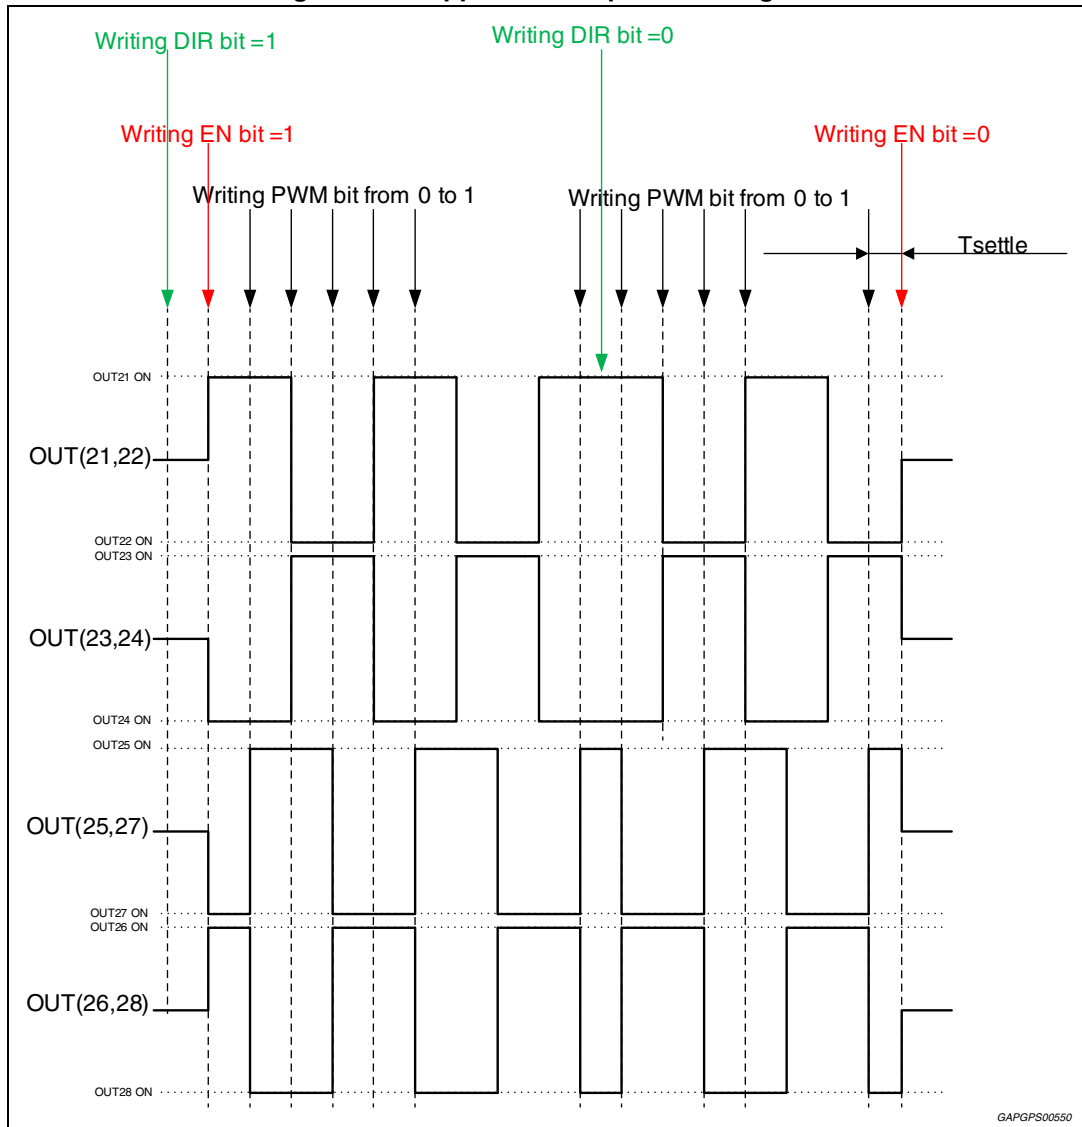 Writing DIR bit =1
Writing DIR bit =0
Writing EN bit =1
Writing EN bit =0
Writing PWM bit from 0 to 1
Writing PWM bit from 0 to 1
Tsettle
OUT21 ON
OUT(21,22)
OUT22 ON
OUT23 ON
OUT(23,24)
OUT24 ON
OUT25 ON
OUT(25,27)
OUT27 ON
OUT26 ON
OUT(26,28)
OUT28 ON
GAPGPS00550